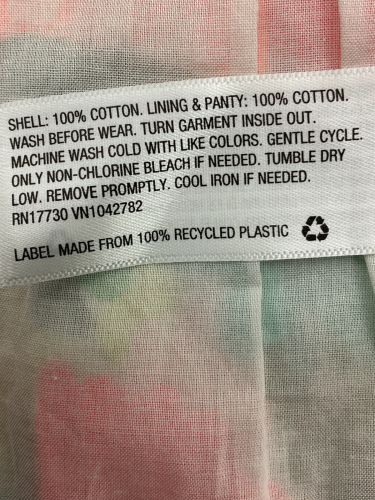 SHELL: 100% COTTON. LINING & PANTY: 100% COTTON.
WASH BEFORE WEAR. TURN GARMENT INSIDE OUT.
MACHINE WASH COLD WITH LIKE COLORS. GENTLE CYCLE.
ONLY NON-CHLORINE BLEACH IF NEEDED. TUMBLE DRY
LOW. REMOVE PROMPTLY. COOL IRON IF NEEDED.
RN17730 VN1042782
LABEL MADE FROM 100% RECYCLED PLASTIC